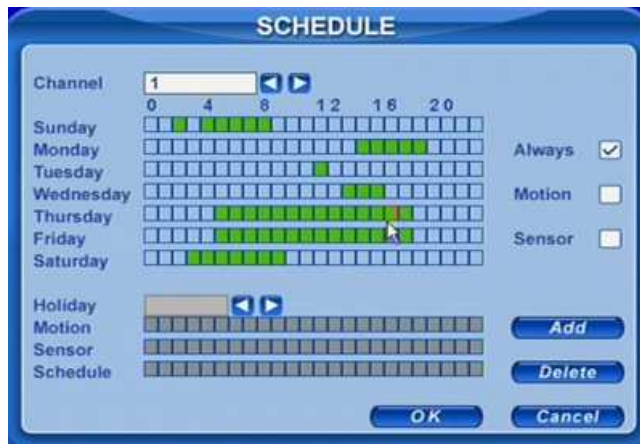 SCHEDULE
Channel 1
0 4 8 12 16 20
Sunday
Monday
Always
Tuesday
Wednesday
Motion
Thursday
Friday
Sensor
Saturday
Holiday
Motion
Add
Sensor
Schedule
Delete
OK Cancel